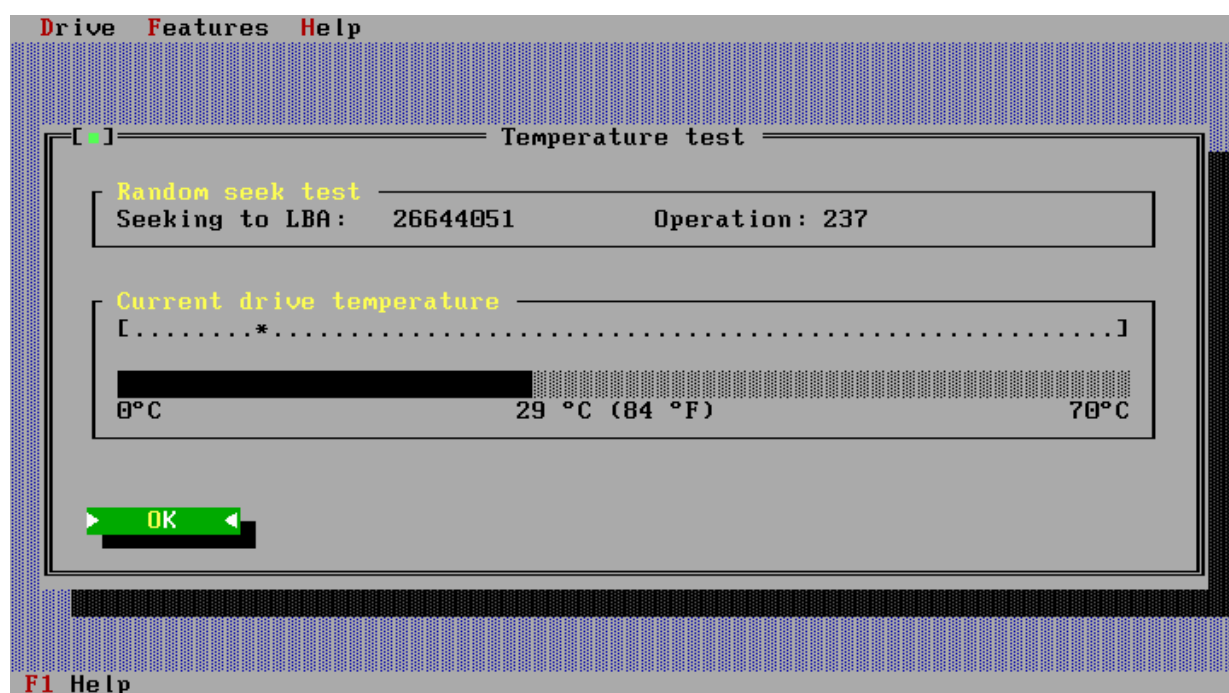 Drive Features Help
[■] Temperature test
Random seek test
Seeking to LBA: 26644051 Operation: 237
Current drive temperature
[........*.......................................................]
0°C 29 °C (84 °F) 70°C
► OK ◄
F1 Help